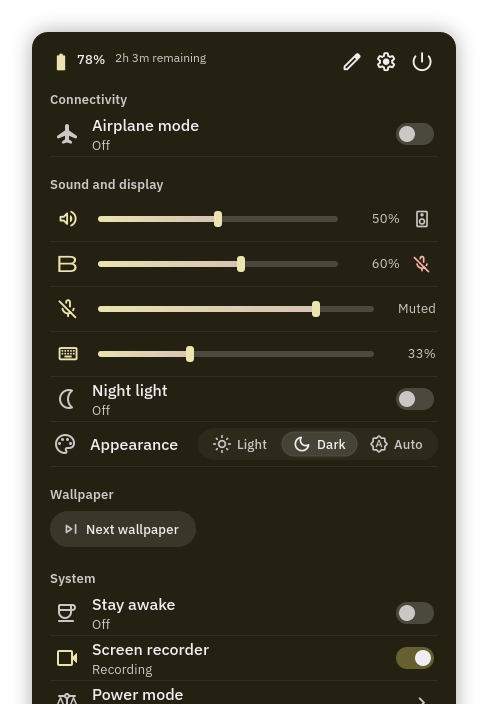 78% 2h 3m remaining
Connectivity
Airplane mode
Off
Sound and display
50%
60%
Muted
33%
Night light
Off
Appearance Light Dark Auto
Wallpaper
Next wallpaper
System
Stay awake
Off
Screen recorder
Recording
Power mode